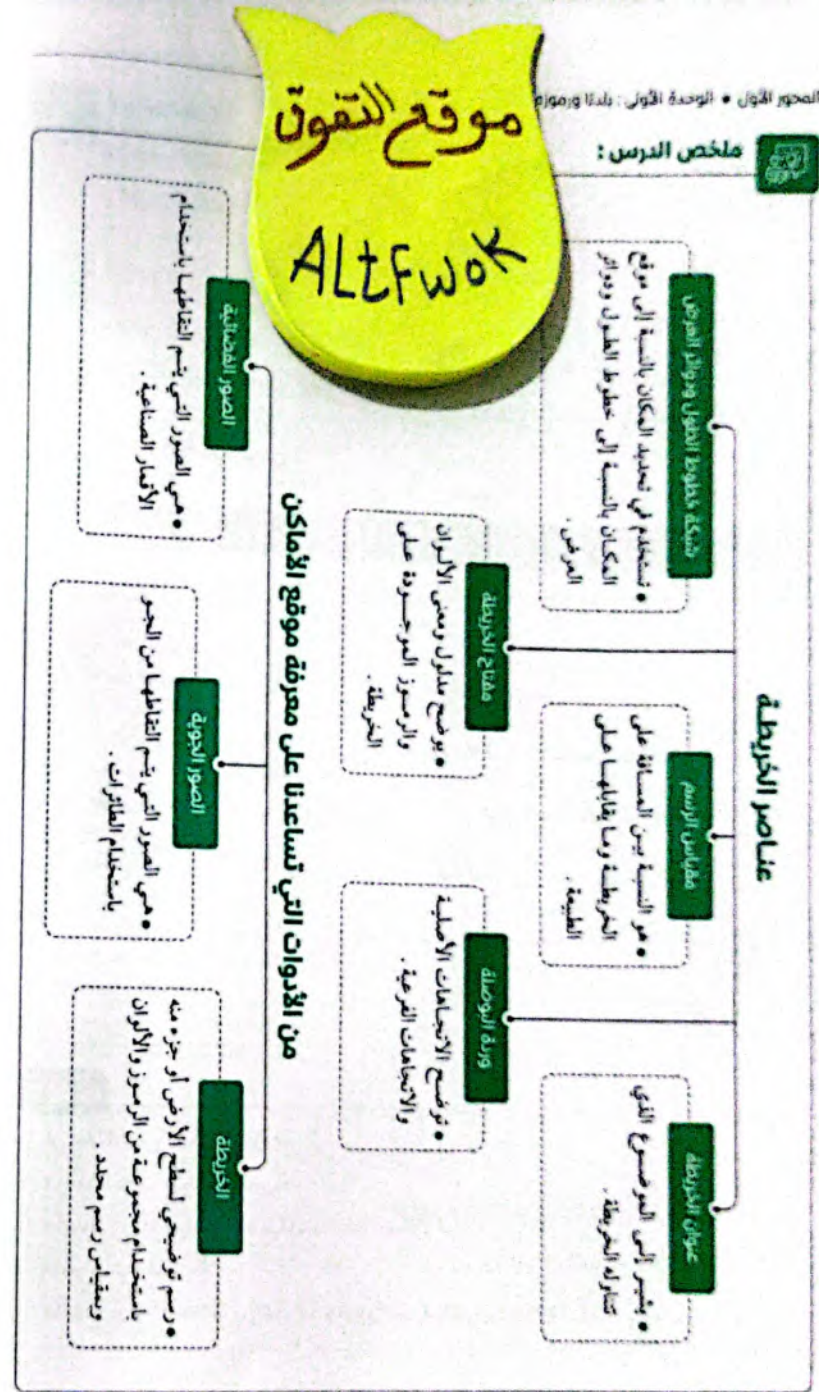 المحور الأول • الوحدة الأولى : بلدنا ورموزه
ملخص الدرس :
موقع التفوق
ALtFwok
عناصر الخريطة
عنوان الخريطة
• يشير إلى الموضوع الذي
تتناوله الخريطة .
مقياس الرسم
• هو النسبة بين المسافة على
الخريطة وما يقابلها على
الطبيعة .
شبكة خطوط الطول ودوائر العرض
• تستخدم في تحديد المكان بالنسبة إلى موقع
المكان بالنسبة إلى خطوط الطول ودوائر
العرض .
وردة البوصلة
• توضح الاتجاهات الأصلية
والاتجاهات الفرعية .
مفتاح الخريطة
• يوضح مدلول ومعنى الألوان
والرموز الموجودة على
الخريطة .
من الأدوات التي تساعدنا على معرفة موقع الأماكن
الخريطة
• رسم توضيحي لسطح الأرض أو جزء منه
باستخدام مجموعة من الرموز والألوان
وبمقياس رسم محدد .
الصور الجوية
• هي الصور التي يتم التقاطها من الجو
باستخدام الطائرات .
الصور الفضائية
• هي الصور التي يتم التقاطها باستخدام
الأقمار الصناعية .